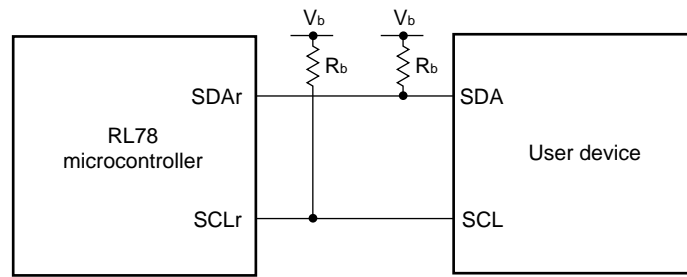 Vb
Vb
Rb
Rb
SDAr
SDA
RL78
microcontroller
User device
SCLr
SCL